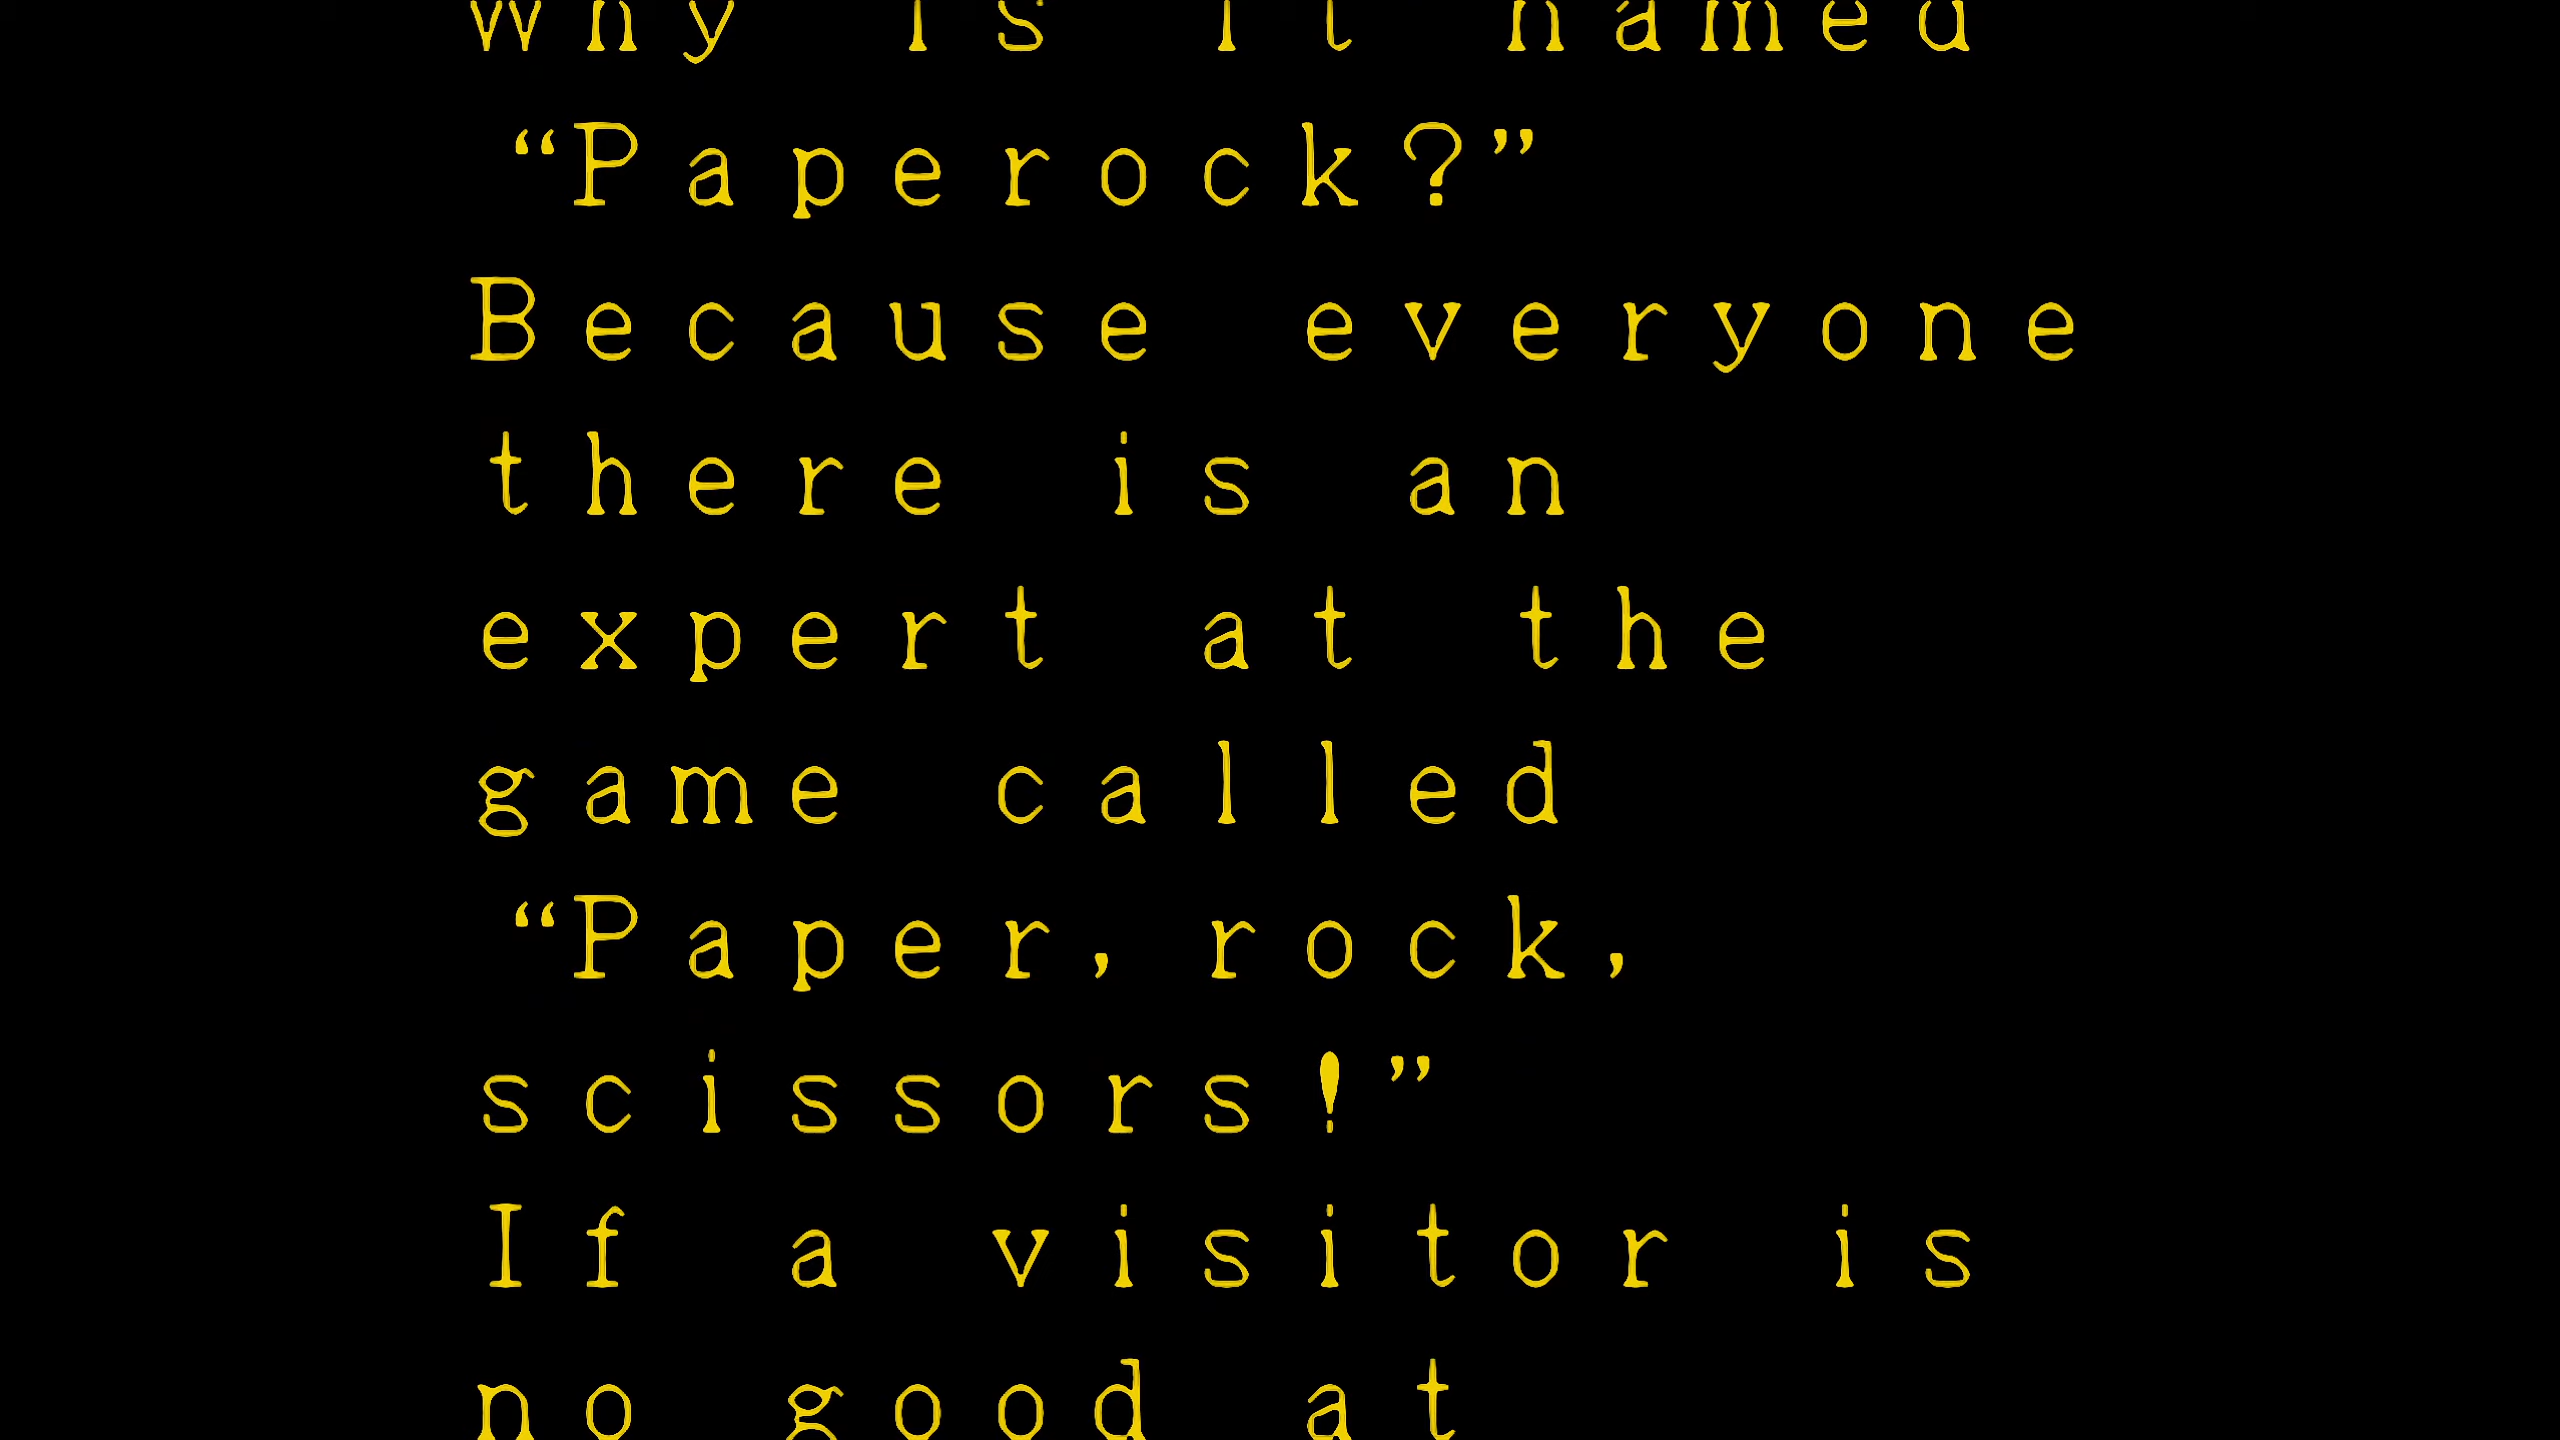 why is it named
“Paperock?”
Because everyone
there is an
expert at the
game called
“Paper, rock,
scissors!”
If a visitor is
no good at